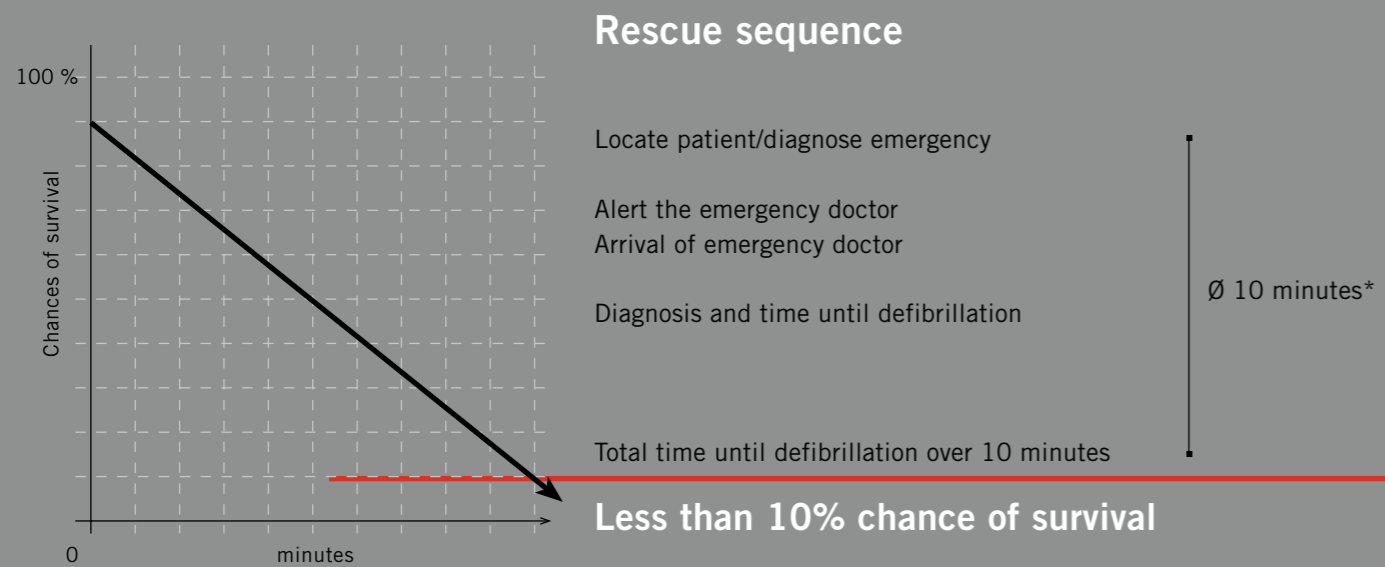 Rescue sequence
100 %
Chances of survival
0
minutes
Locate patient/diagnose emergency
Alert the emergency doctor
Arrival of emergency doctor
Diagnosis and time until defibrillation
Ø 10 minutes*
Total time until defibrillation over 10 minutes
Less than 10% chance of survival